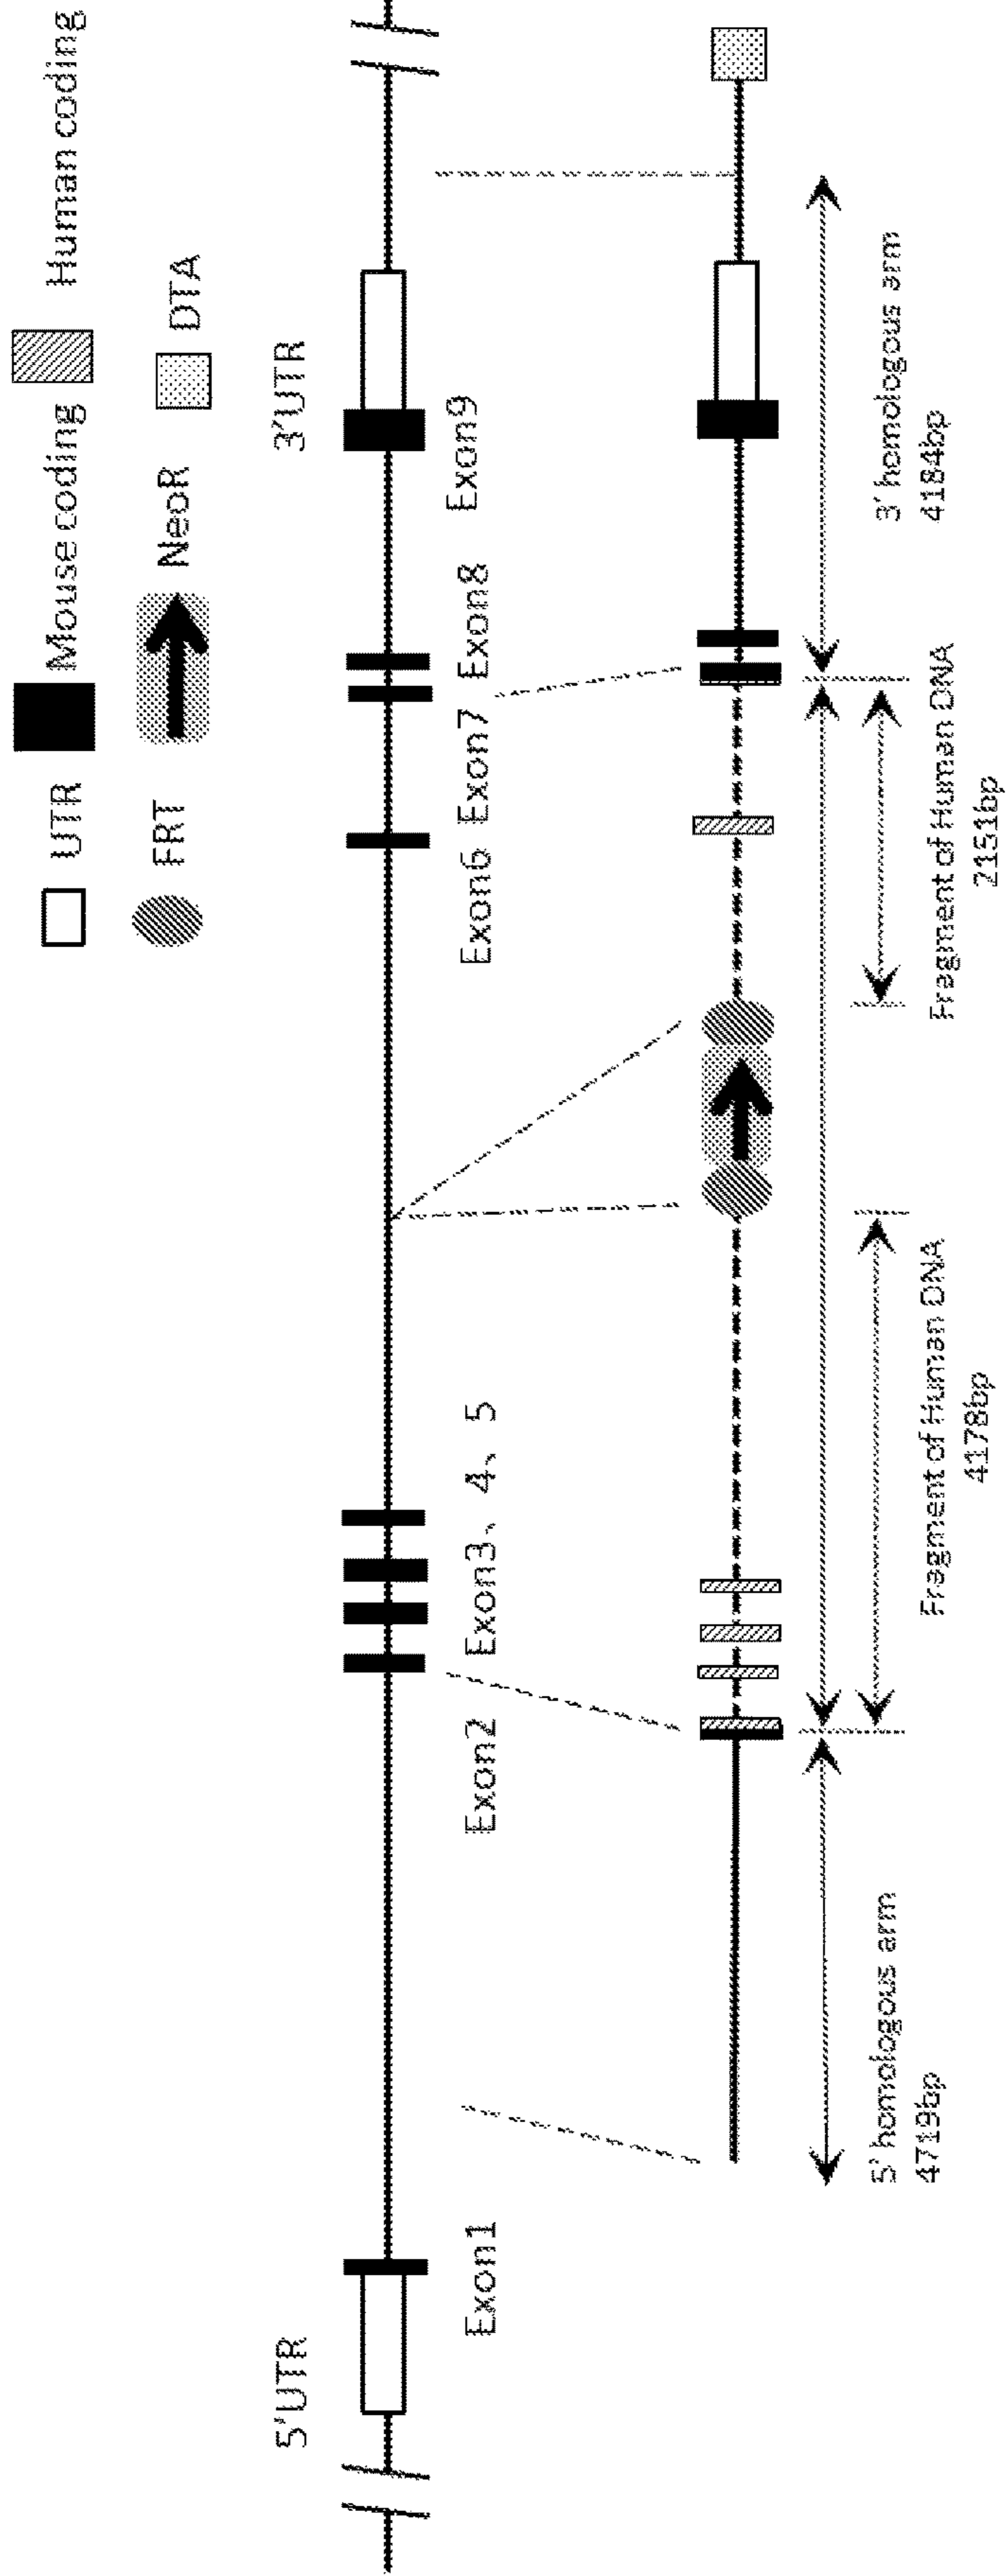 UTR
Mouse coding
Human coding
FRT
NeoR
DTA
5'UTR
3'UTR
Exon1
Exon2
Exon3、4、5
Exon6
Exon7
Exon8
Exon9
5' homologous arm
4719bp
Fragment of Human DNA
4178bp
Fragment of Human DNA
2151bp
3' homologous arm
4184bp